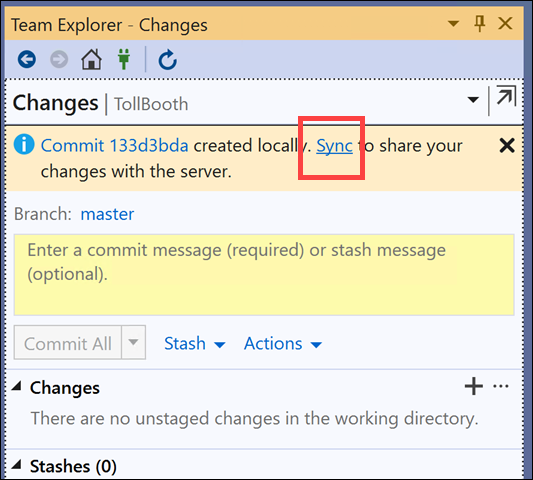 Team Explorer - Changes
Changes | TollBooth
Commit 133d3bda created locally. Sync to share your
changes with the server.
Branch: master
Enter a commit message (required) or stash message
(optional).
Commit All Stash Actions
Changes
There are no unstaged changes in the working directory.
Stashes (0)